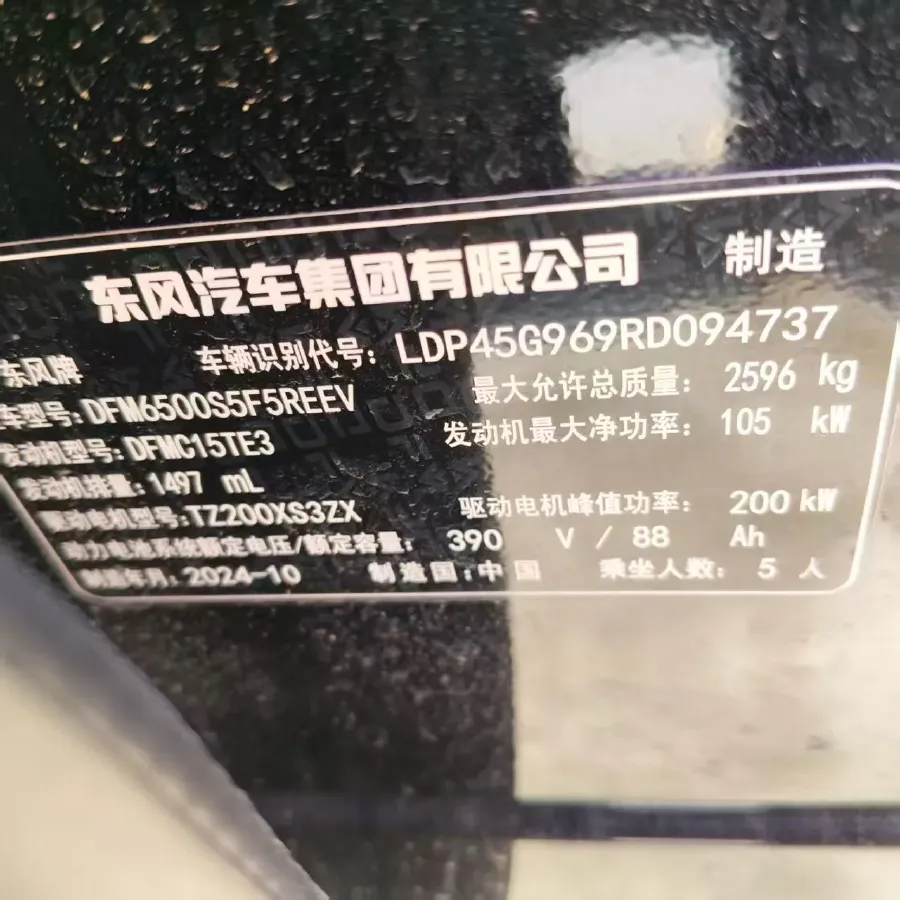 东风汽车集团有限公司 制造
东风牌 车辆识别代号：LDP45G969RD094737
车型号：DFM6500S5F5REEV 最大允许总质量： 2596 kg
发动机型号：DFMC15TE3 发动机最大净功率： 105 kW
发动机排量：1497 mL
驱动电机型号：TZ200XS3ZX 驱动电机峰值功率： 200 kW
动力电池系统额定电压/额定容量： 390 V / 88 Ah
制造年月：2024-10 制造国：中国 乘坐人数： 5 人